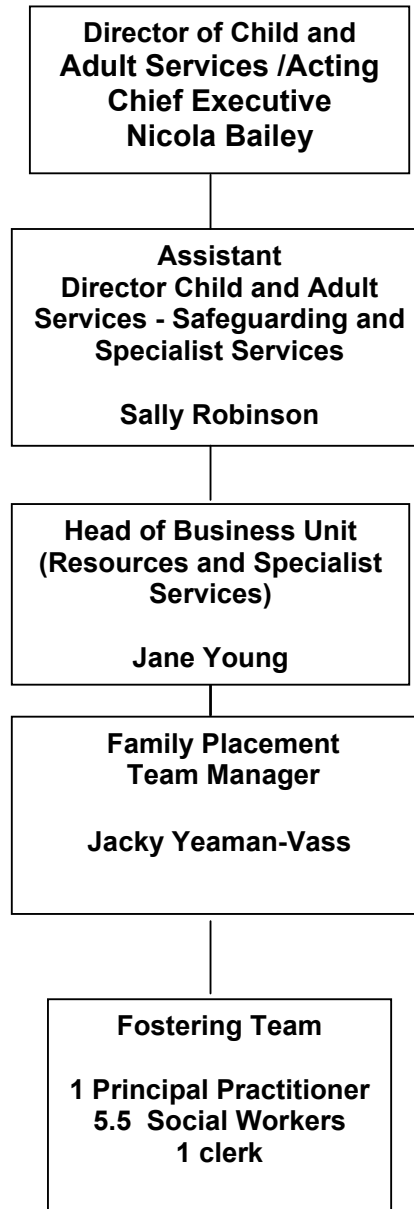 Director of Child and
Adult Services /Acting
Chief Executive
Nicola Bailey
Assistant
Director Child and Adult
Services - Safeguarding and
Specialist Services
Sally Robinson
Head of Business Unit
(Resources and Specialist
Services)
Jane Young
Family Placement
Team Manager
Jacky Yeaman-Vass
Fostering Team
1 Principal Practitioner
5.5 Social Workers
1 clerk